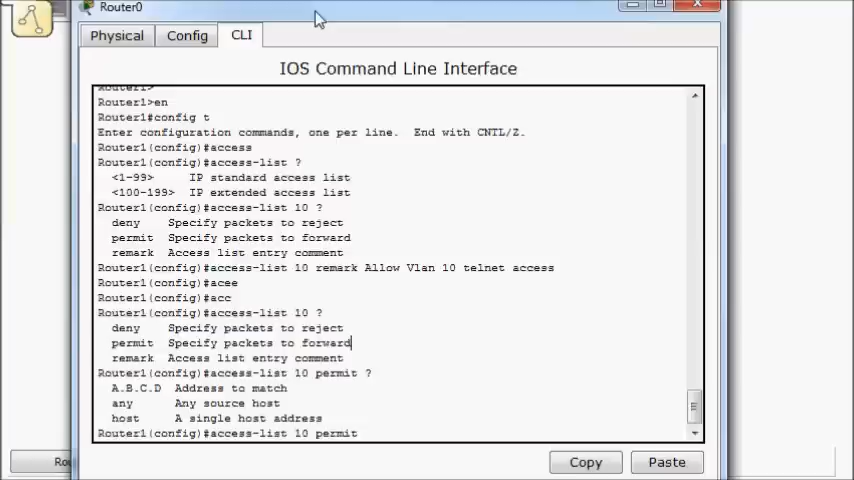 Router0
Physical
Config
CLI
IOS Command Line Interface
Router1>
Router1>en
Router1#config t
Enter configuration commands, one per line.  End with CNTL/Z.
Router1(config)#access
Router1(config)#access-list ?
<1-99>     IP standard access list
<100-199>  IP extended access list
Router1(config)#access-list 10 ?
deny    Specify packets to reject
permit  Specify packets to forward
remark  Access list entry comment
Router1(config)#access-list 10 remark Allow Vlan 10 telnet access
Router1(config)#acee
Router1(config)#acc
Router1(config)#access-list 10 ?
deny    Specify packets to reject
permit  Specify packets to forward
remark  Access list entry comment
Router1(config)#access-list 10 permit ?
A.B.C.D  Address to match
any      Any source host
host     A single host address
Router1(config)#access-list 10 permit
Copy
Paste